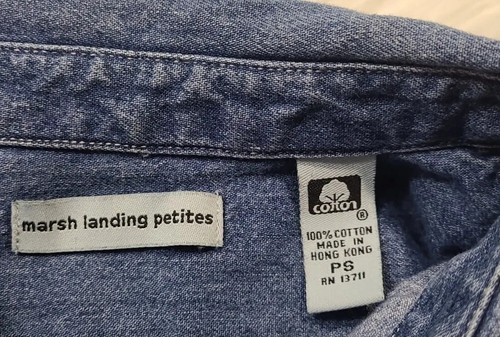 marsh landing petites
cotton
®
100% COTTON
MADE IN
HONG KONG
PS
RN 13711